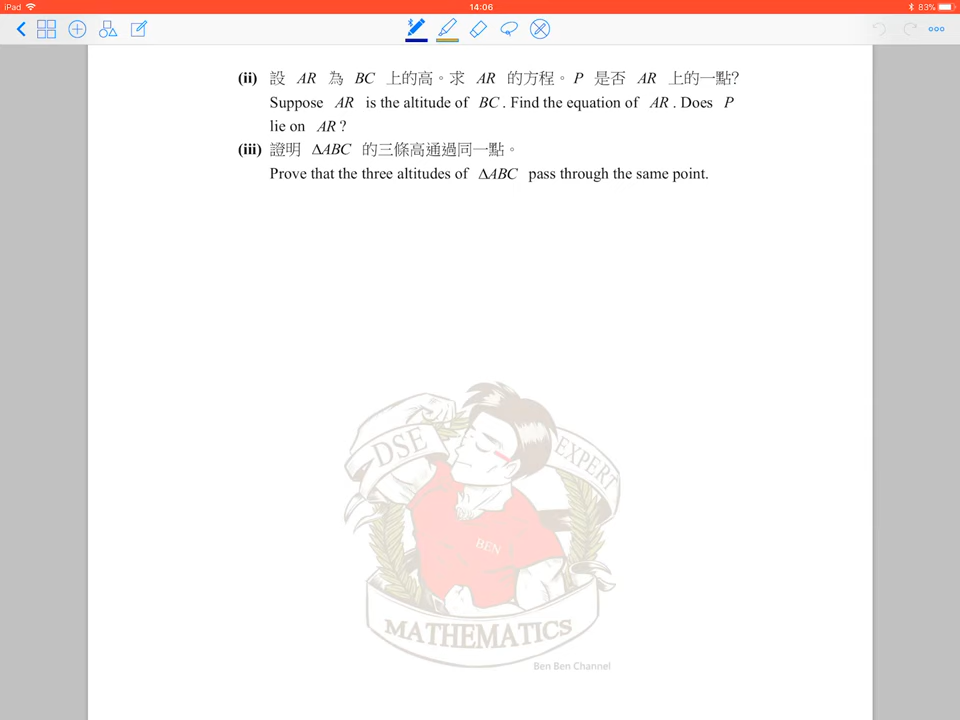 iPad 14:06 83%
(ii) 設 AR 為 BC 上的高。求 AR 的方程。P 是否 AR 上的一點?
Suppose AR is the altitude of BC. Find the equation of AR. Does P
lie on AR?
(iii) 證明 ΔABC 的三條高通過同一點。
Prove that the three altitudes of ΔABC pass through the same point.
DSE EXPERT
BEN
MATHEMATICS
Ben Ben Channel